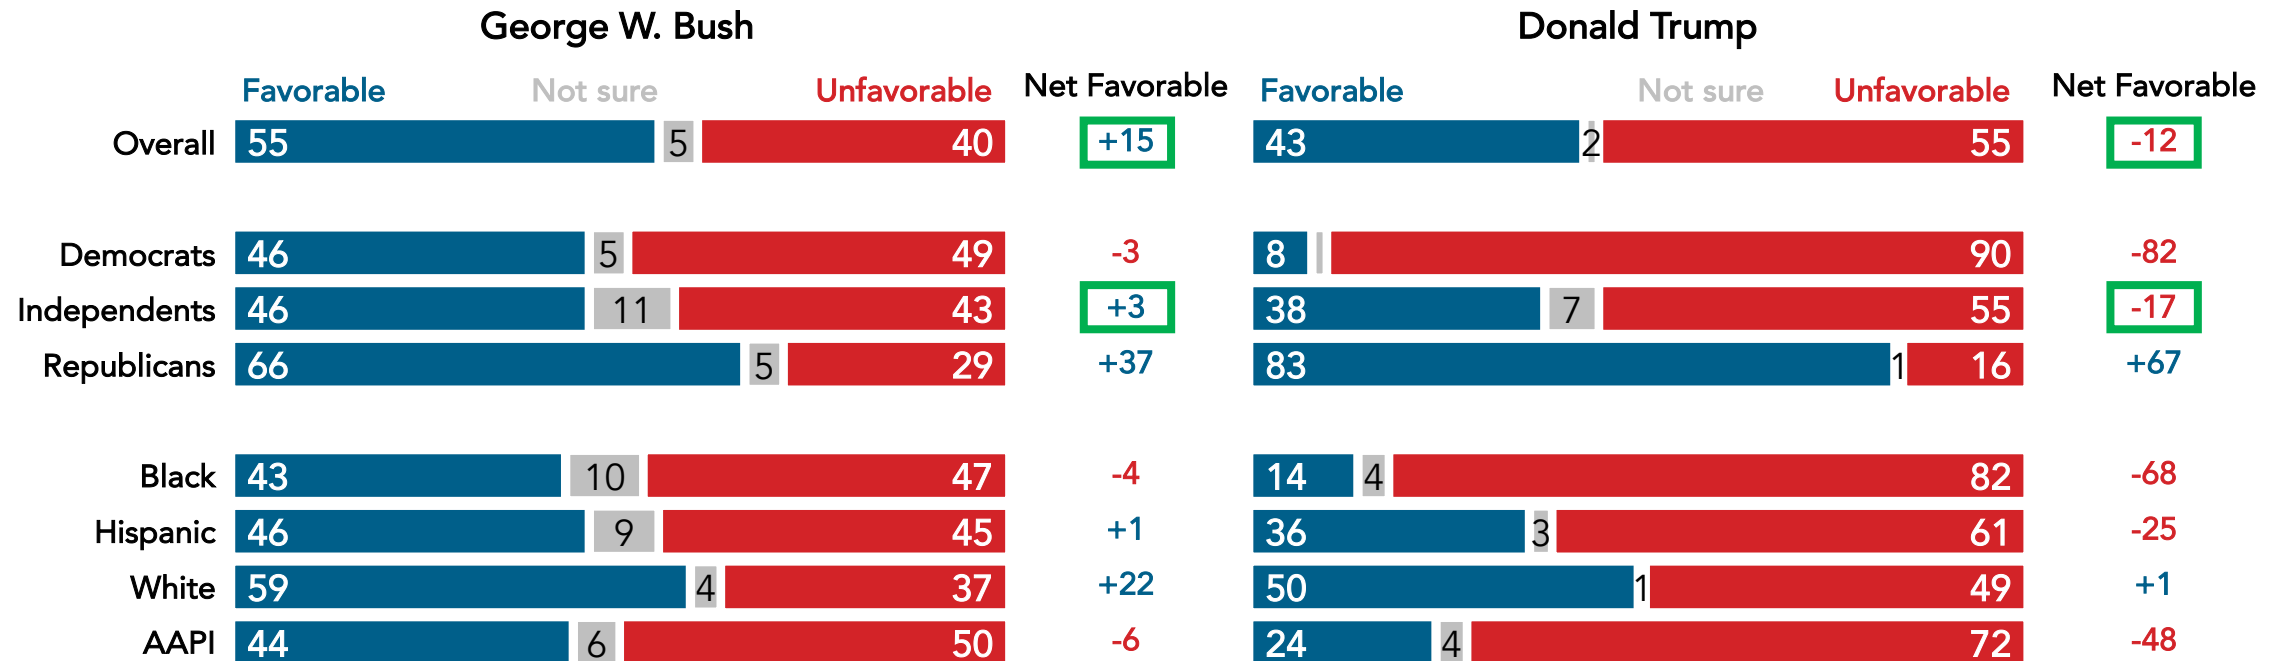 George W. Bush Donald Trump
Favorable Not sure Unfavorable Net Favorable Favorable Not sure Unfavorable Net Favorable
Overall 55 5 40 +15 43 2 55 -12
Democrats 46 5 49 -3 8 90 -82
Independents 46 11 43 +3 38 7 55 -17
Republicans 66 5 29 +37 83 1 16 +67
Black 43 10 47 -4 14 4 82 -68
Hispanic 46 9 45 +1 36 3 61 -25
White 59 4 37 +22 50 1 49 +1
AAPI 44 6 50 -6 24 4 72 -48